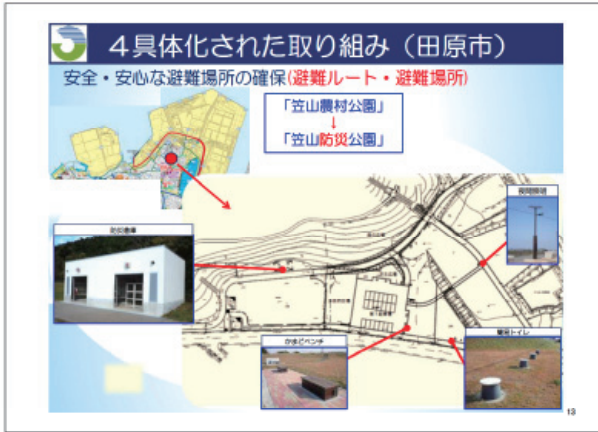 ４具体化された取り組み（田原市）
安全・安心な避難場所の確保(避難ルート・避難場所)
「笠山農村公園」
↓
「笠山防災公園」
夜間照明
防災倉庫
かまどベンチ
簡易トイレ
13